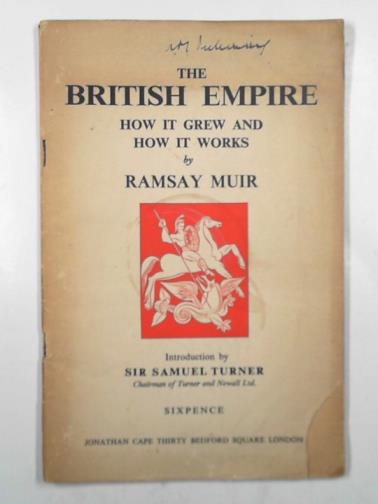 THE
BRITISH EMPIRE
HOW IT GREW AND
HOW IT WORKS
by
RAMSAY MUIR
Introduction by
SIR SAMUEL TURNER
Chairman of Turner and Newall Ltd.
SIXPENCE
JONATHAN CAPE THIRTY BEDFORD SQUARE LONDON